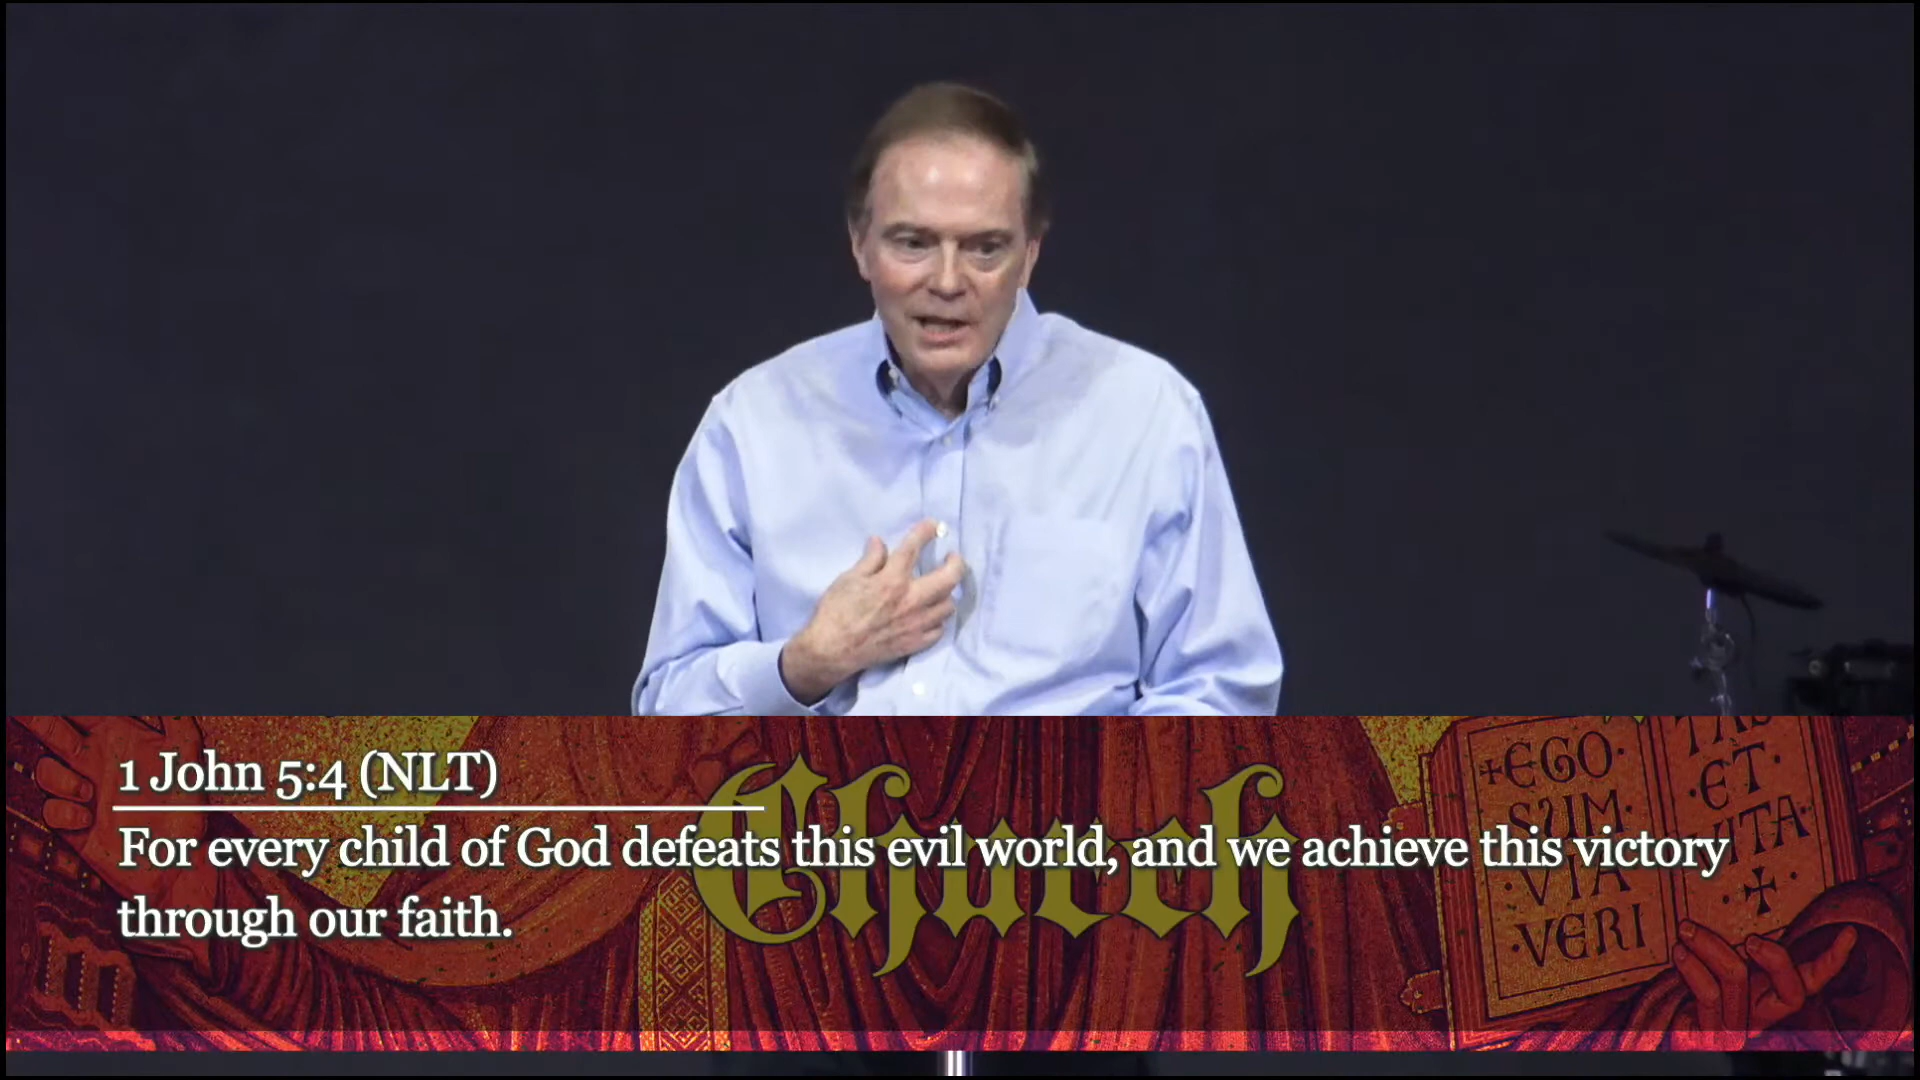 1 John 5:4 (NLT)
For every child of God defeats this evil world, and we achieve this victory
through our faith.
Church
+EGO·
SUM·
·VIA·
·VERI
ET·
VITA·